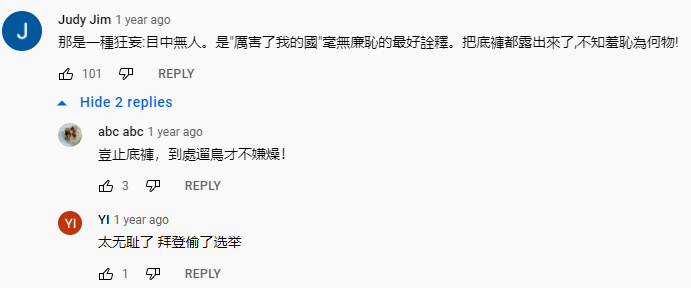 J
Judy Jim 1 year ago
那是一種狂妄:目中無人。是"厲害了我的國"毫無廉恥的最好詮釋。把底褲都露出來了,不知羞恥為何物!
101 REPLY
Hide 2 replies
abc abc 1 year ago
豈止底褲，到處遛鳥才不嫌燥！
3 REPLY
YI
YI 1 year ago
太无耻了 拜登偷了选举
1 REPLY